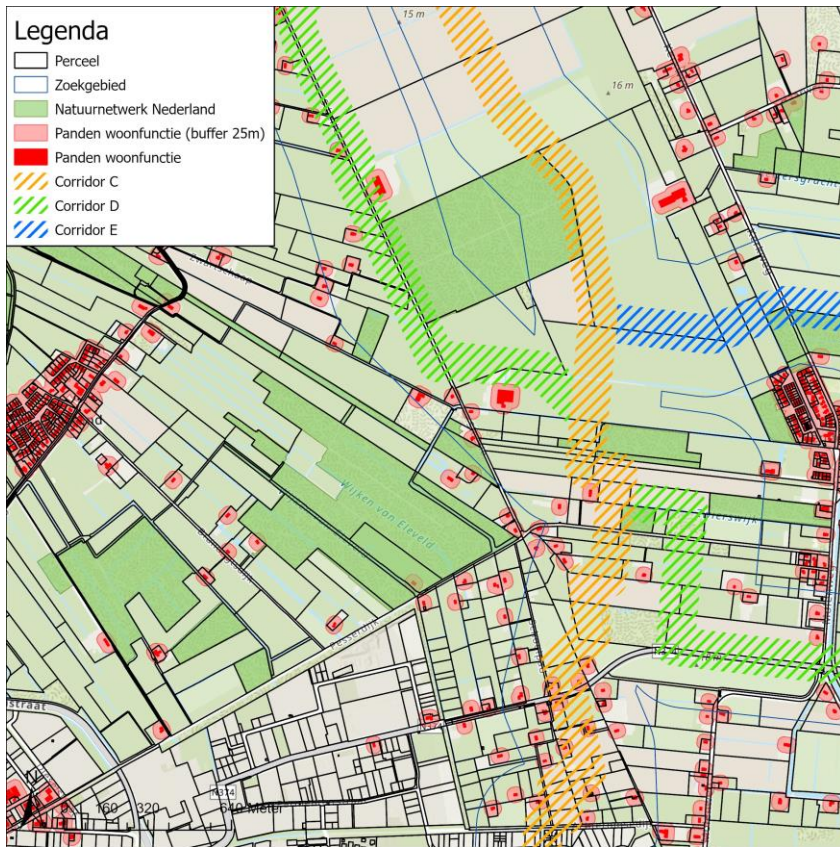 Legenda
Perceel
Zoekgebied
Natuurnetwerk Nederland
Panden woonfunctie (buffer 25m)
Panden woonfunctie
Corridor C
Corridor D
Corridor E
15 m
16 m
Wijken van Eleveld
N374
N
0 160 320 640 Meter